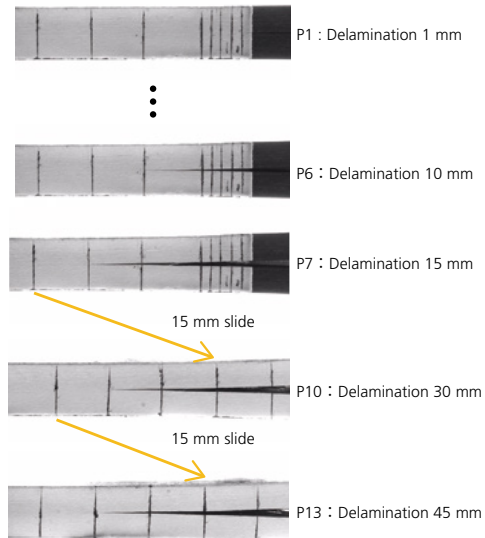 P1 : Delamination 1 mm
P6：Delamination 10 mm
P7：Delamination 15 mm
15 mm slide
P10：Delamination 30 mm
15 mm slide
P13：Delamination 45 mm